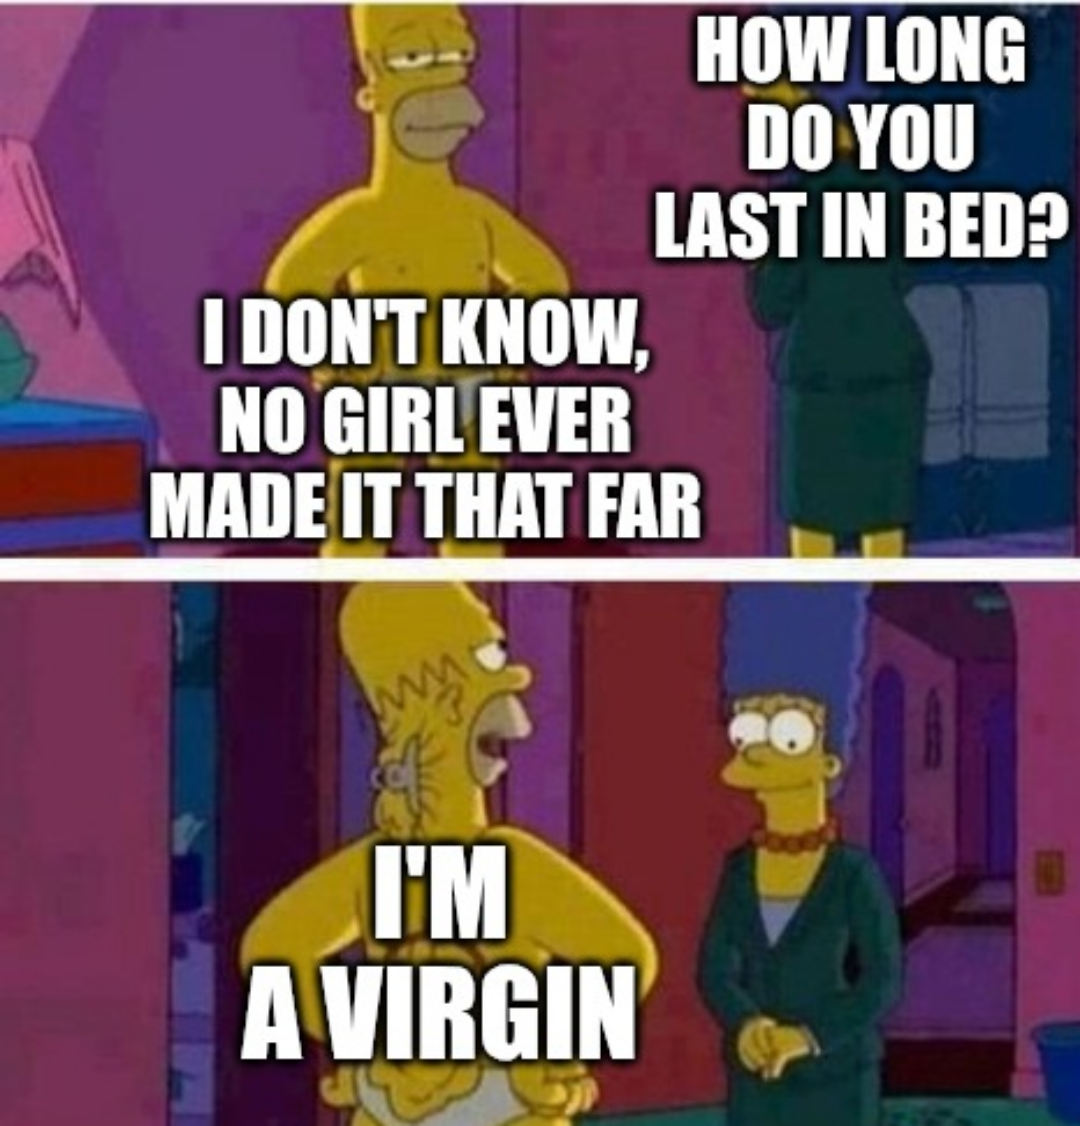 HOW LONG
DO YOU
LAST IN BED?
I DON'T KNOW,
NO GIRL EVER
MADE IT THAT FAR
I'M
A VIRGIN